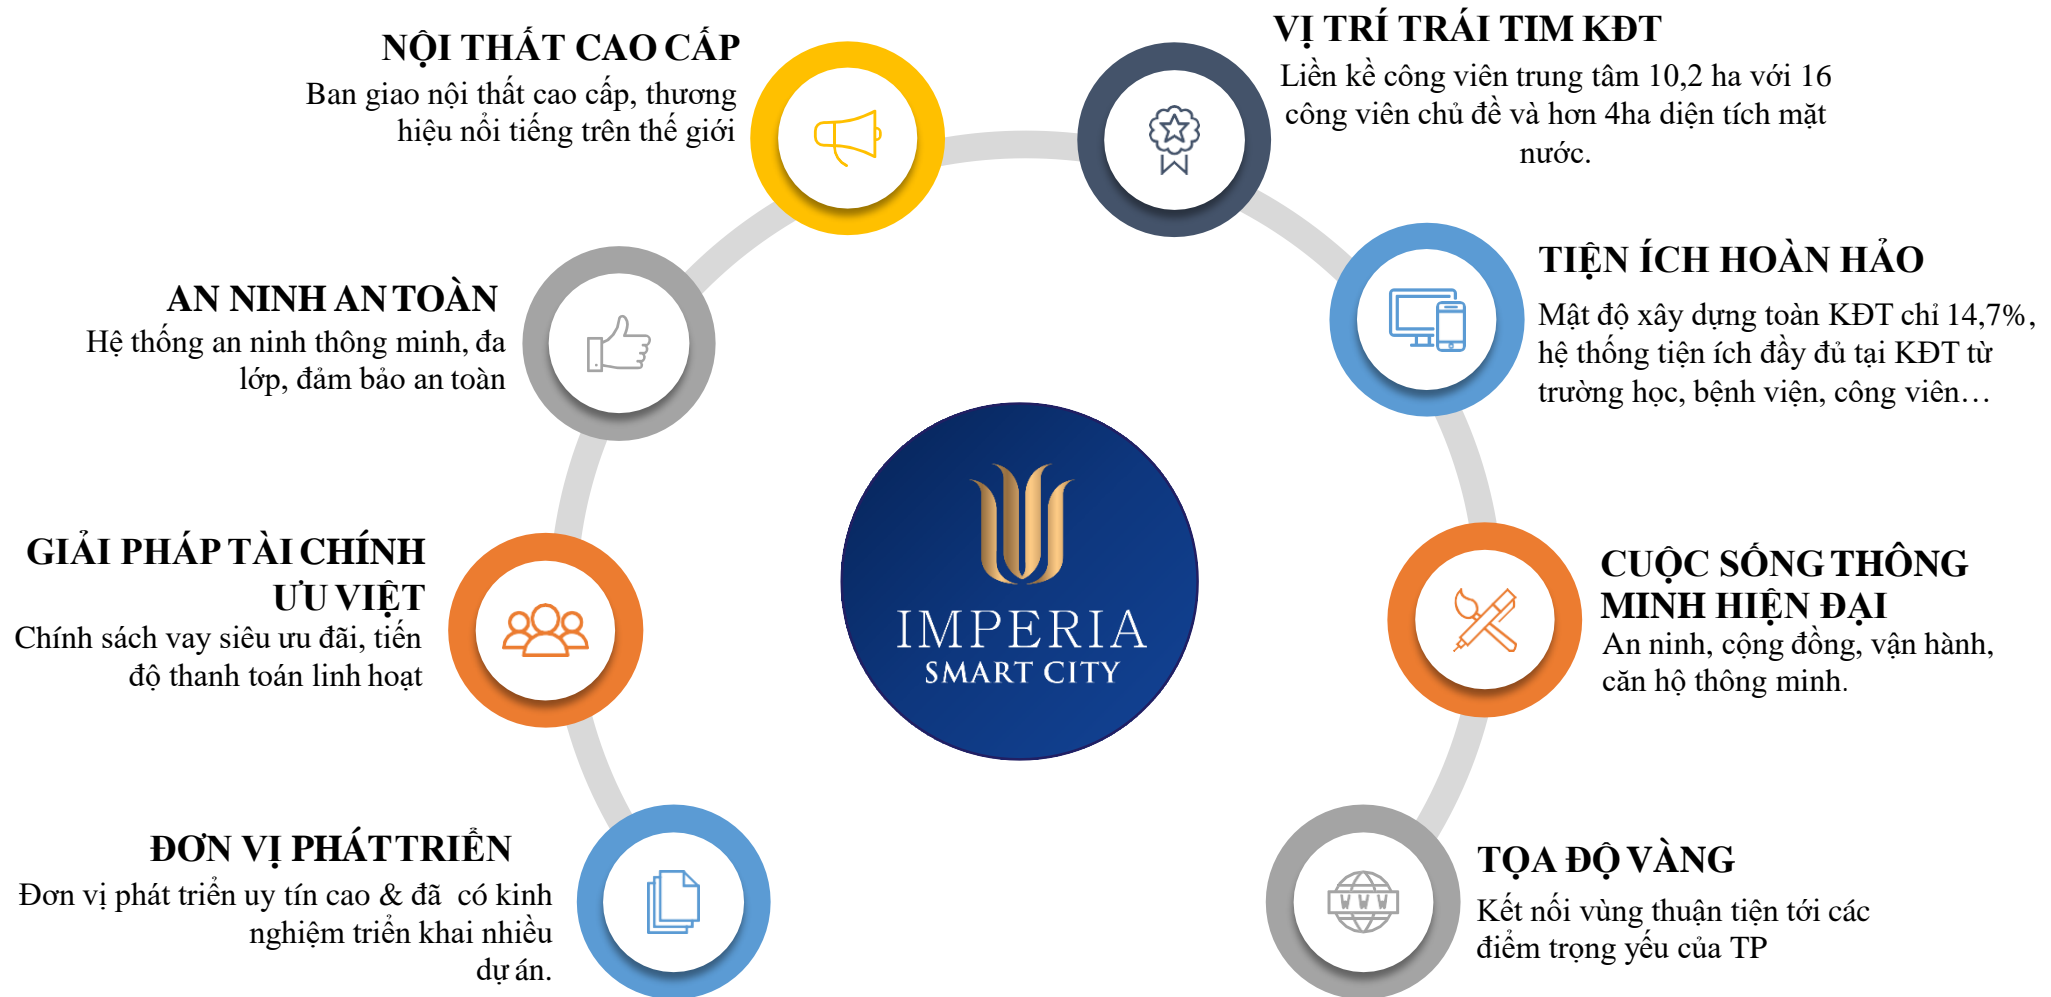 NỘI THẤT CAO CẤP
Ban giao nội thất cao cấp, thương
hiệu nổi tiếng trên thế giới
VỊ TRÍ TRÁI TIM KĐT
Liền kề công viên trung tâm 10,2 ha với 16
công viên chủ đề và hơn 4ha diện tích mặt
nước.
AN NINH AN TOÀN
Hệ thống an ninh thông minh, đa
lớp, đảm bảo an toàn
TIỆN ÍCH HOÀN HẢO
Mật độ xây dựng toàn KĐT chỉ 14,7%,
hệ thống tiện ích đầy đủ tại KĐT từ
trường học, bệnh viện, công viên…
GIẢI PHÁP TÀI CHÍNH
ƯU VIỆT
Chính sách vay siêu ưu đãi, tiến
độ thanh toán linh hoạt
IMPERIA
SMART CITY
CUỘC SỐNG THÔNG
MINH HIỆN ĐẠI
An ninh, cộng đồng, vận hành,
căn hộ thông minh.
ĐƠN VỊ PHÁT TRIỂN
Đơn vị phát triển uy tín cao & đã có kinh
nghiệm triển khai nhiều
dự án.
WWW
TỌA ĐỘ VÀNG
Kết nối vùng thuận tiện tới các
điểm trọng yếu của TP